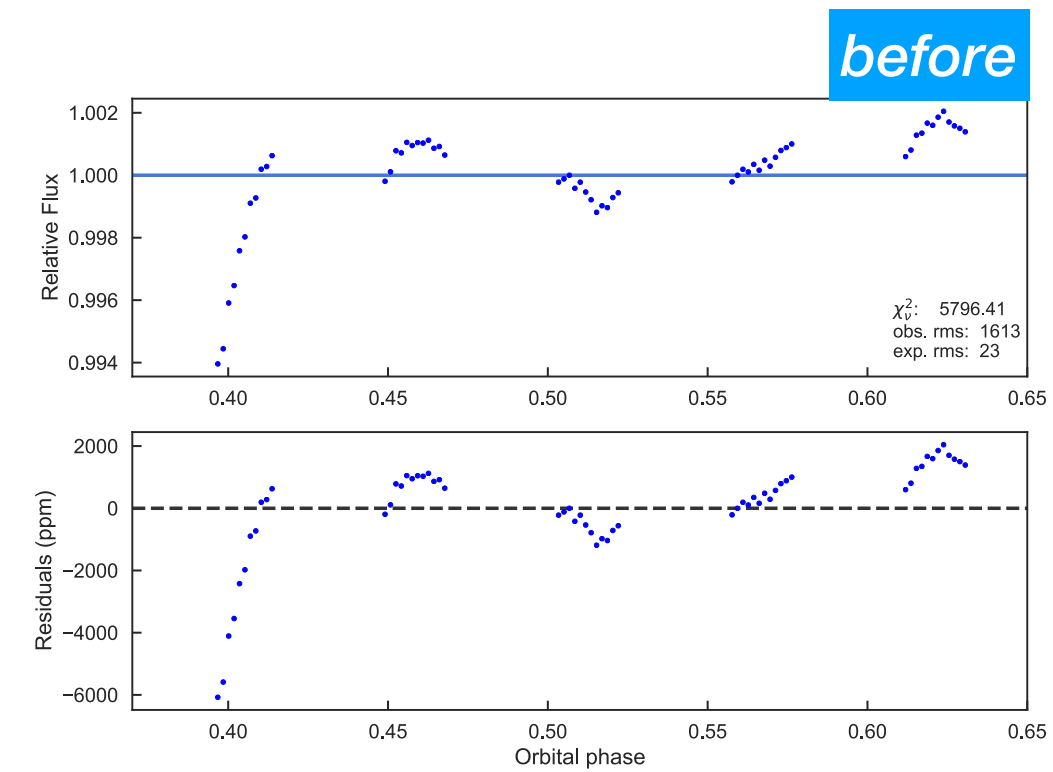 before
1.002
1.000
0.998
0.996
0.994
Relative Flux
χ²ᵥ: 5796.41
obs. rms: 1613
exp. rms: 23
0.40 0.45 0.50 0.55 0.60 0.65
2000
0
−2000
−4000
−6000
Residuals (ppm)
0.40 0.45 0.50 0.55 0.60 0.65
Orbital phase